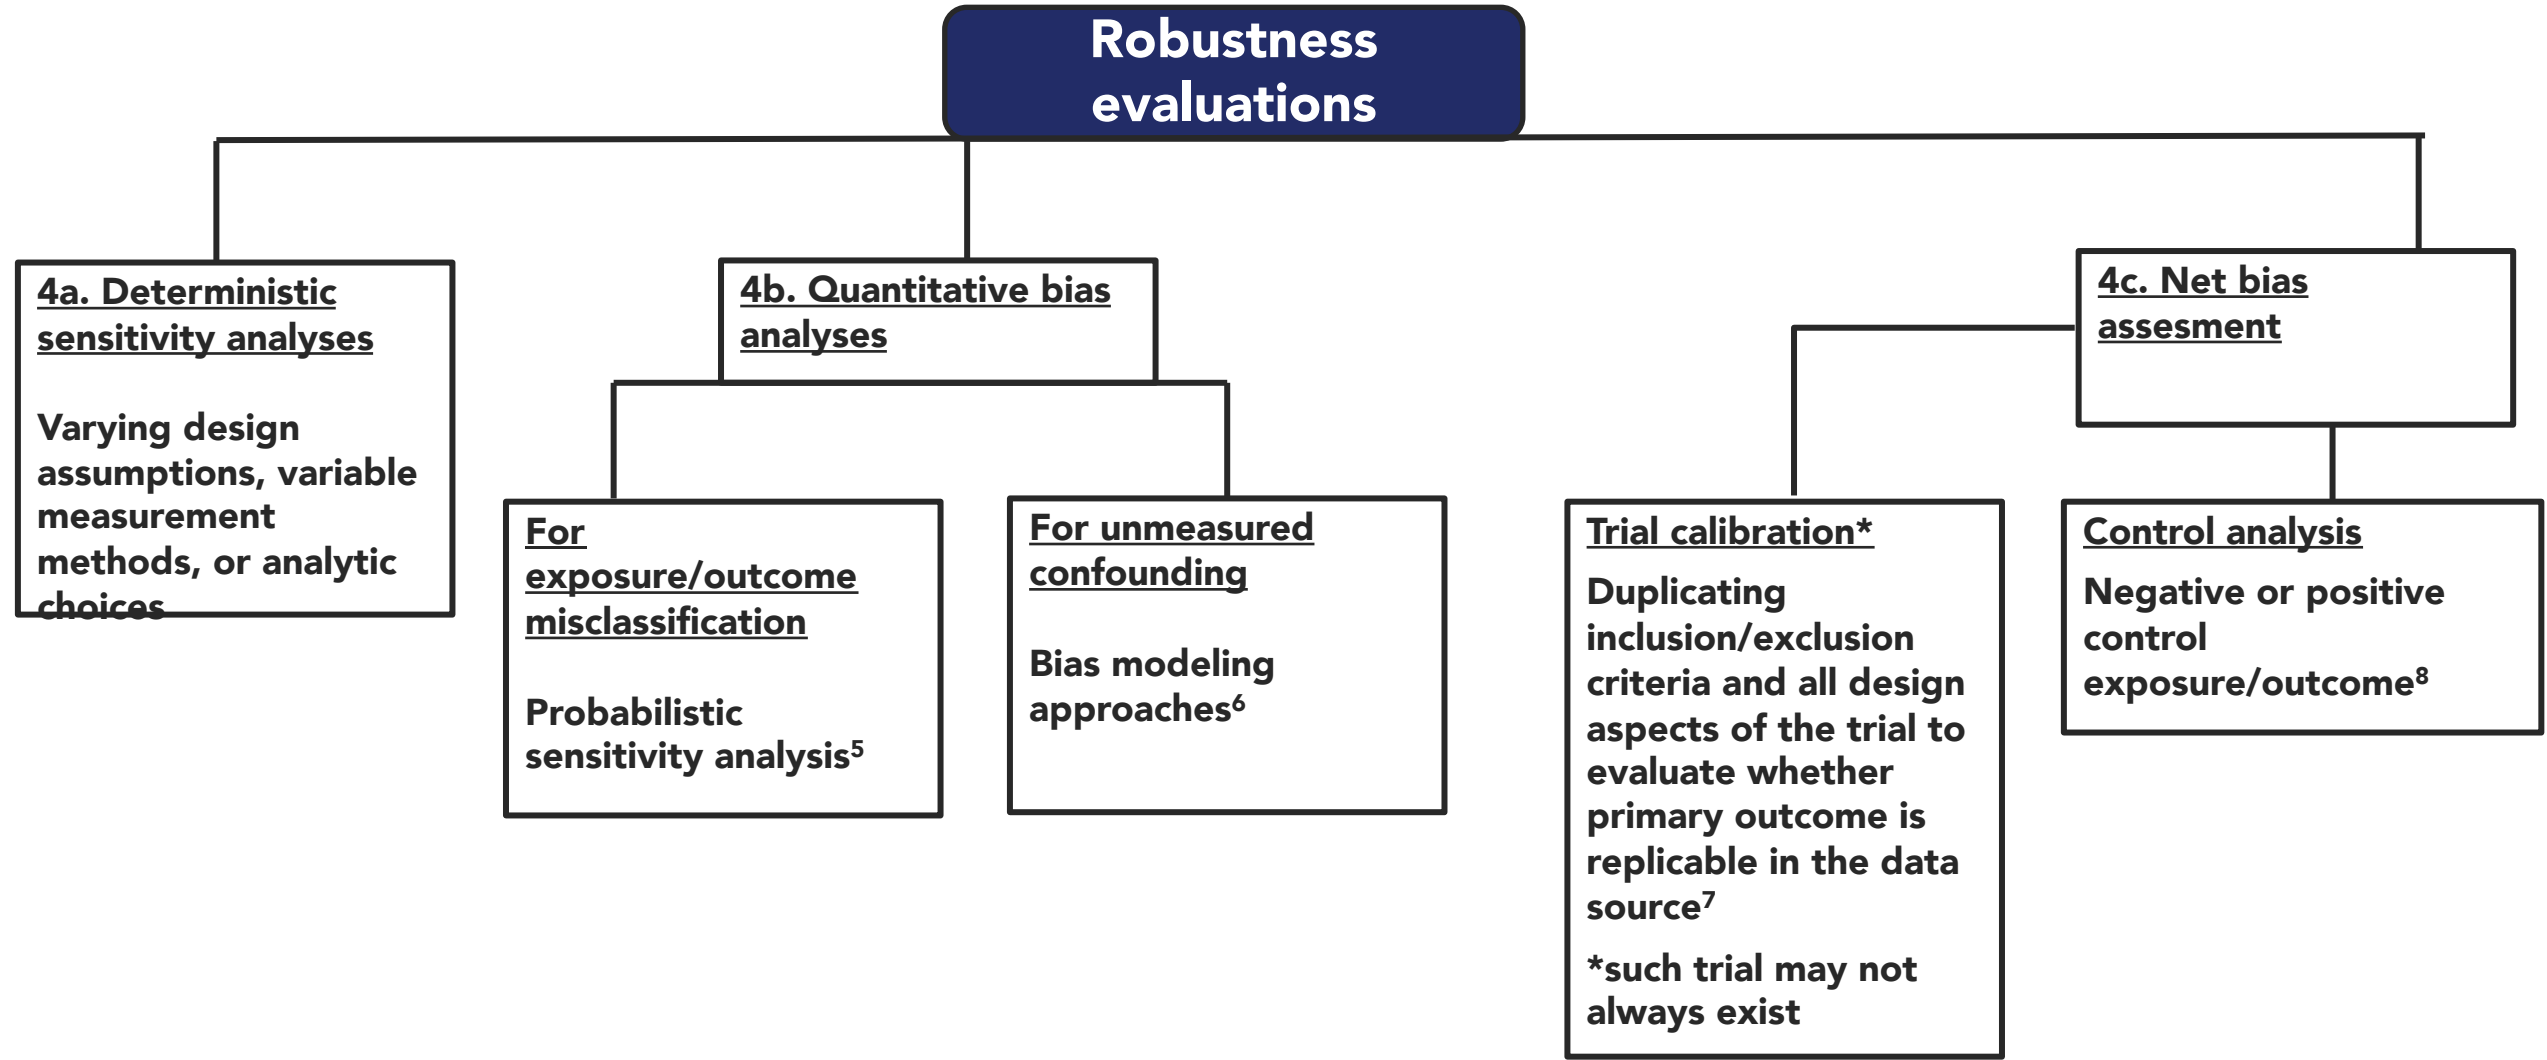 Robustness
evaluations
4a. Deterministic
sensitivity analyses
Varying design
assumptions, variable
measurement
methods, or analytic
choices
4b. Quantitative bias
analyses
For
exposure/outcome
misclassification
Probabilistic
sensitivity analysis⁵
For unmeasured
confounding
Bias modeling
approaches⁶
4c. Net bias
assesment
Trial calibration*
Duplicating
inclusion/exclusion
criteria and all design
aspects of the trial to
evaluate whether
primary outcome is
replicable in the data
source⁷
*such trial may not
always exist
Control analysis
Negative or positive
control
exposure/outcome⁸